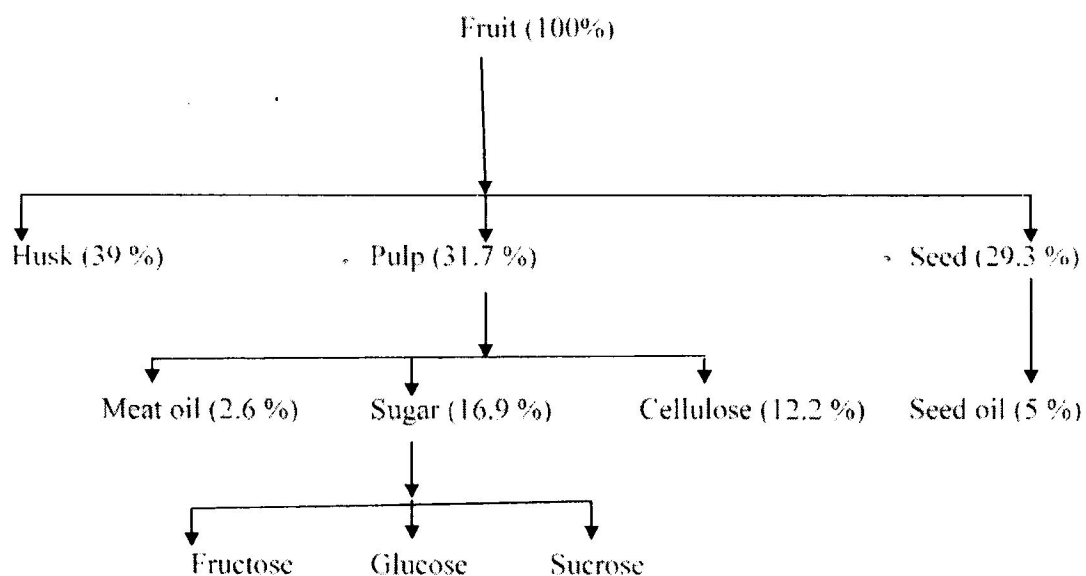 Fruit (100%)
Husk (39 %) Pulp (31.7 %) Seed (29.3 %)
Meat oil (2.6 %) Sugar (16.9 %) Cellulose (12.2 %) Seed oil (5 %)
Fructose Glucose Sucrose